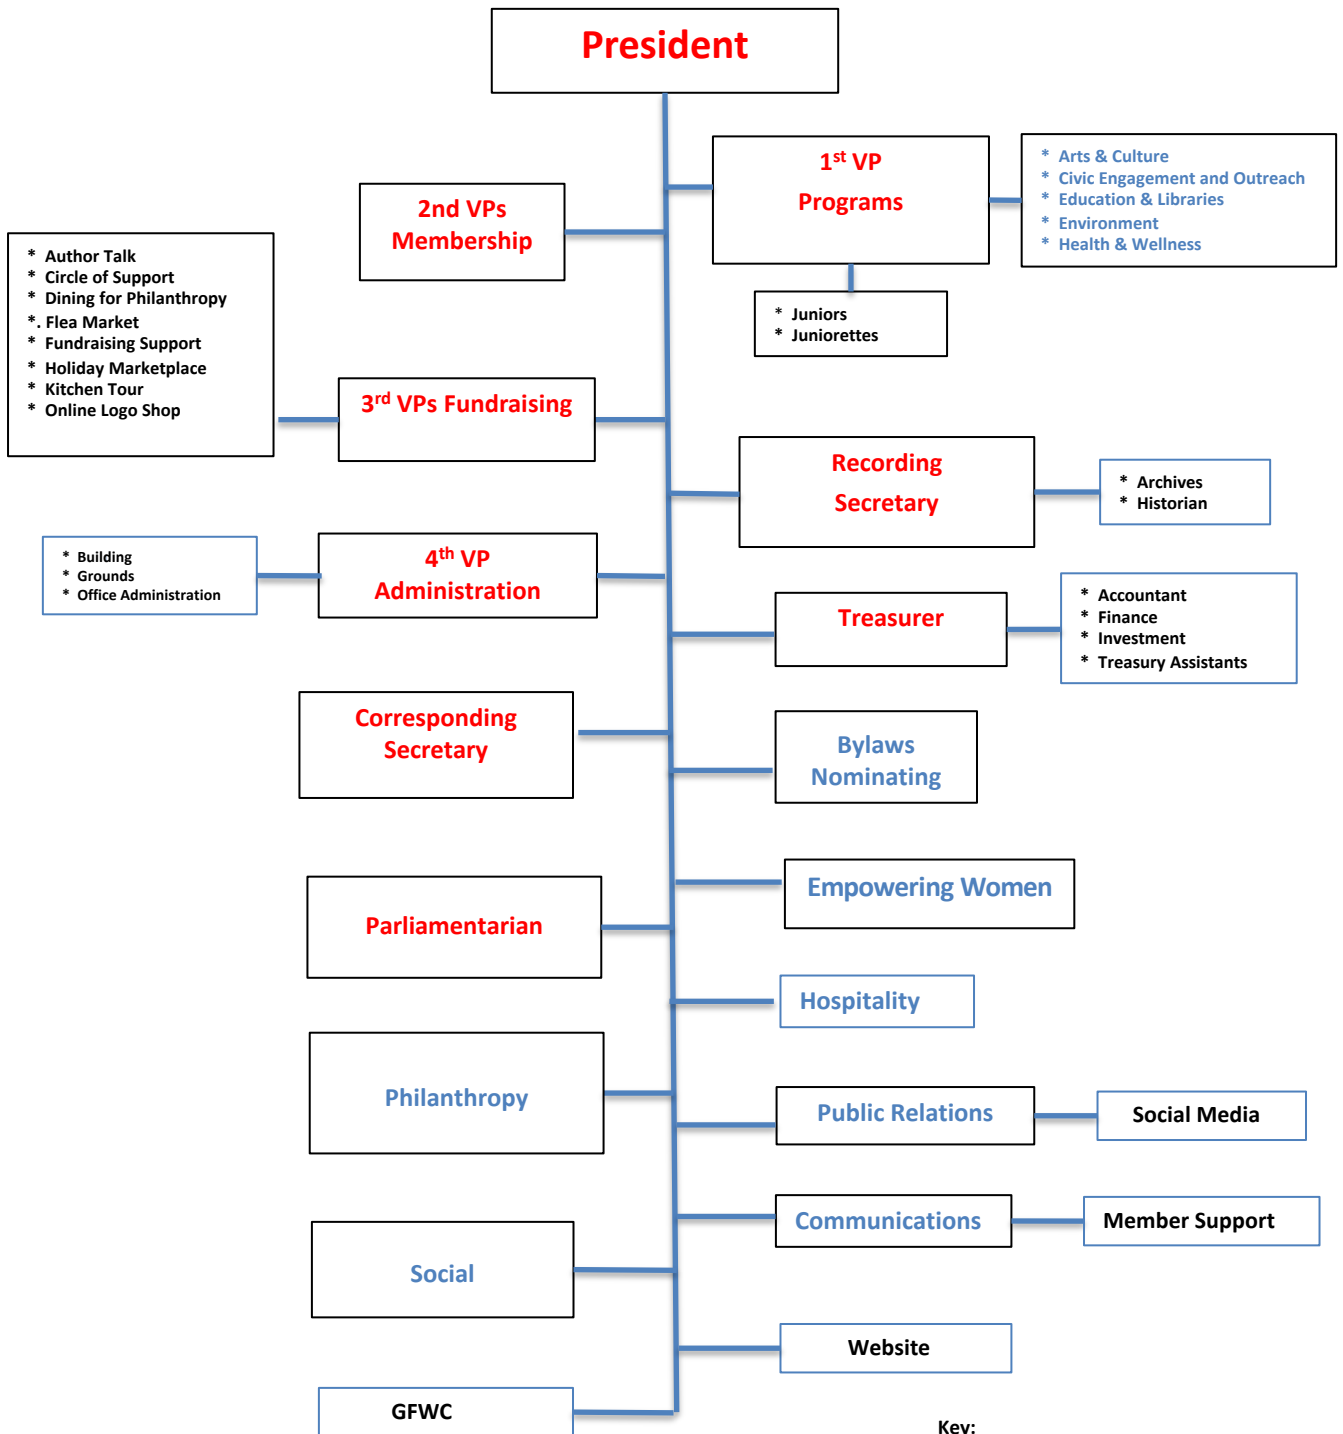 President
1st VP
Programs
* Arts & Culture
* Civic Engagement and Outreach
* Education & Libraries
* Environment
* Health & Wellness
2nd VPs
Membership
* Author Talk
* Circle of Support
* Dining for Philanthropy
*. Flea Market
* Fundraising Support
* Holiday Marketplace
* Kitchen Tour
* Online Logo Shop
* Juniors
* Juniorettes
3rd VPs Fundraising
Recording
Secretary
* Archives
* Historian
* Building
* Grounds
* Office Administration
4th VP
Administration
Treasurer
* Accountant
* Finance
* Investment
* Treasury Assistants
Corresponding
Secretary
Bylaws
Nominating
Empowering Women
Parliamentarian
Hospitality
Philanthropy
Public Relations
Social Media
Communications
Member Support
Social
Website
GFWC
Key: